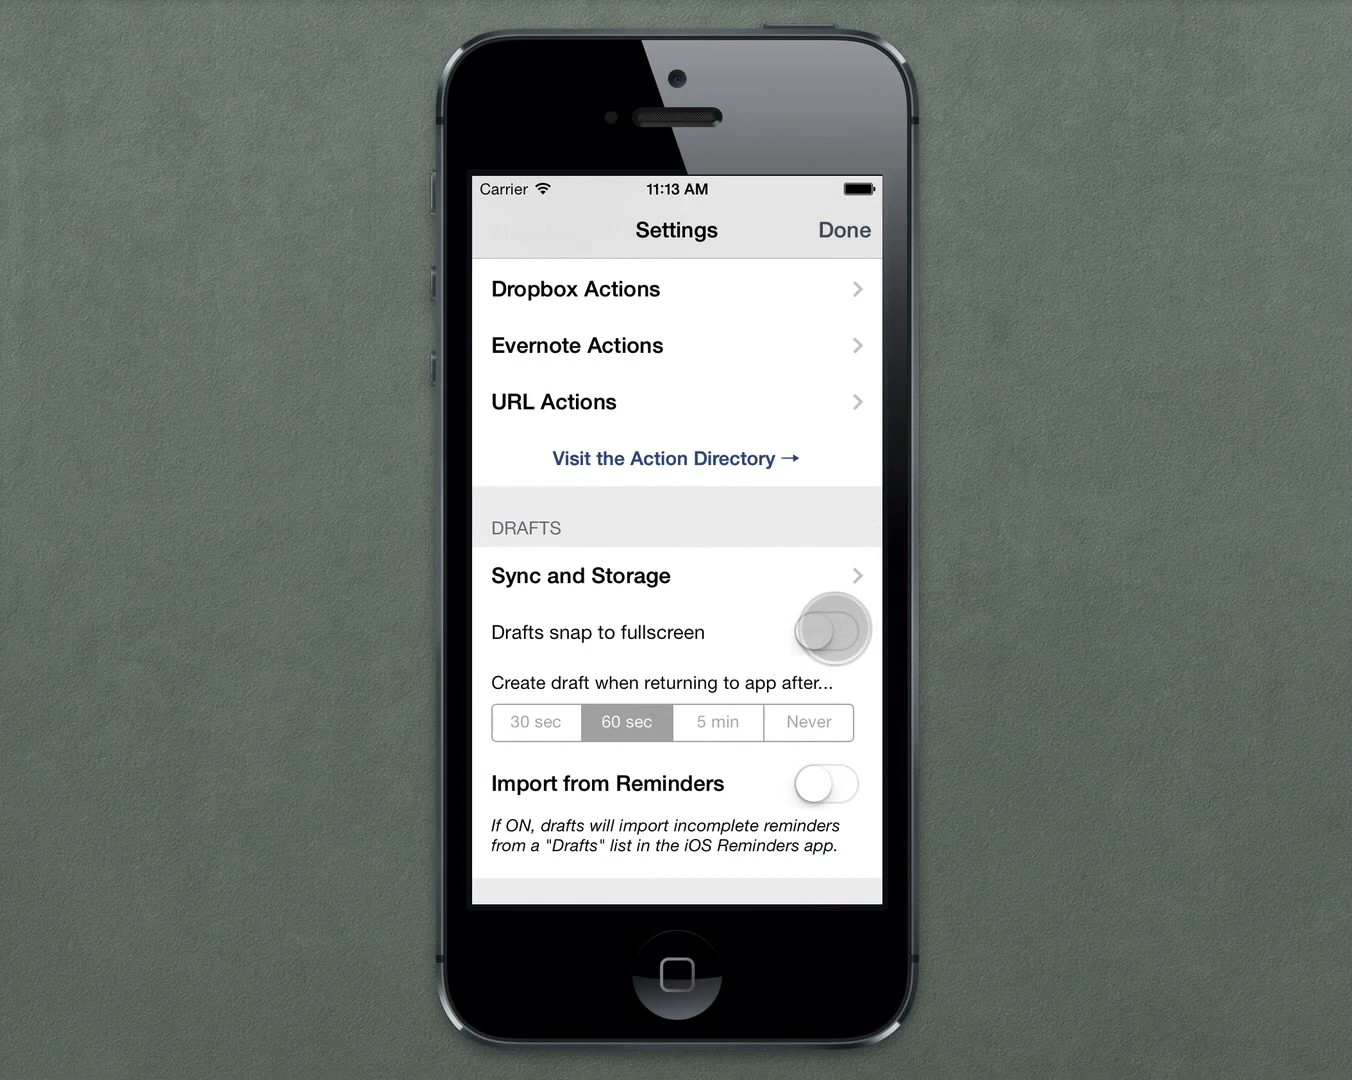 Carrier 11:13 AM
Settings Done
Dropbox Actions
Evernote Actions
URL Actions
Visit the Action Directory →
DRAFTS
Sync and Storage
Drafts snap to fullscreen
Create draft when returning to app after...
30 sec 60 sec 5 min Never
Import from Reminders
If ON, drafts will import incomplete reminders
from a "Drafts" list in the iOS Reminders app.